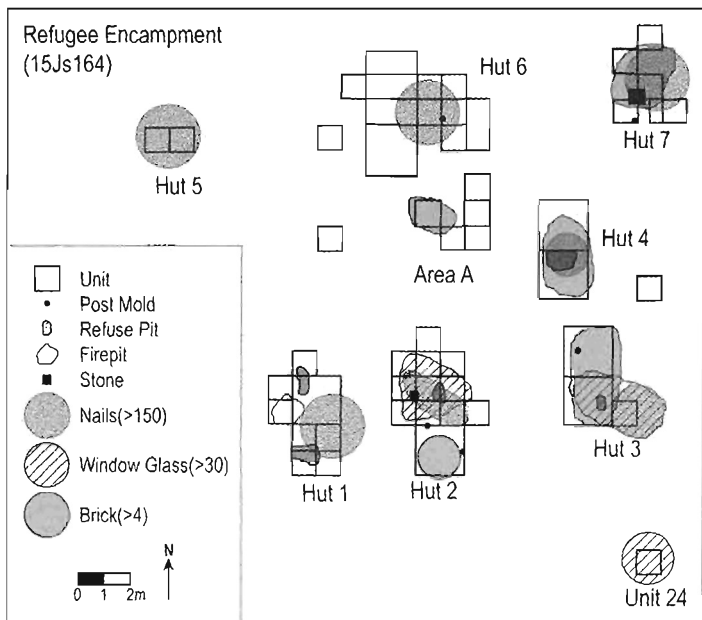 Refugee Encampment
(15Js164)
Hut 6
Hut 7
Hut 5
Hut 4
Area A
Unit
Post Mold
Refuse Pit
Firepit
Stone
Nails(>150)
Window Glass(>30)
Brick(>4)
N
0 1 2m
Hut 1
Hut 2
Hut 3
Unit 24